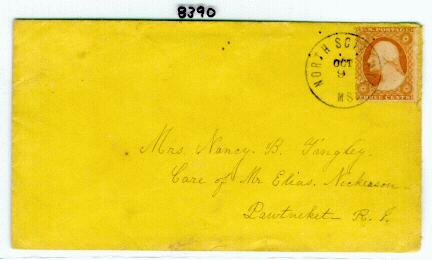 8390
U.S. POSTAGE
NORTH SCIT
OCT
9
MS
THREE CENTS
Mrs. Nancy. B. Tingley.
Care of Mr Elias. Nickerson
Pawtucket R. I.